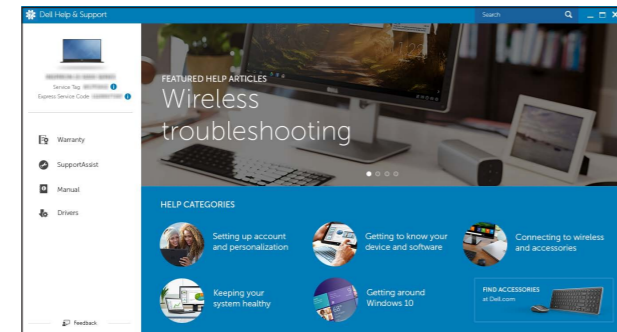 Dell Help & Support
Search
Service Tag
Express Service Code
Warranty
SupportAssist
Manual
Drivers
Feedback
FEATURED HELP ARTICLES
Wireless
troubleshooting
HELP CATEGORIES
Setting up account
and personalization
Getting to know your
device and software
Connecting to wireless
and accessories
Keeping your
system healthy
Getting around
Windows 10
FIND ACCESSORIES
at Dell.com